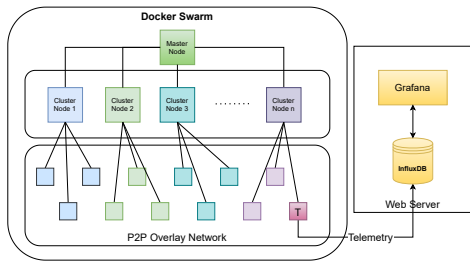 Docker Swarm
Master
Node
Cluster
Node 1
Cluster
Node 2
Cluster
Node 3
........
Cluster
Node n
T
P2P Overlay Network
Telemetry
Grafana
InfluxDB
Web Server